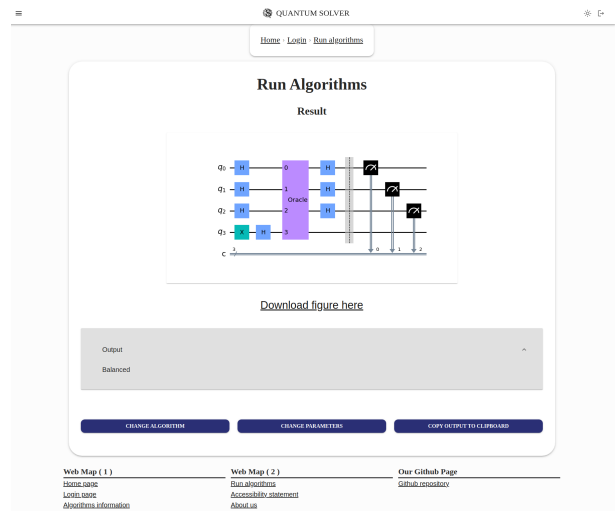 QUANTUM SOLVER
Home › Login › Run algorithms
Run Algorithms
Result
q0 H 0 H
q1 H 1 H
Oracle
q2 H 2 H
q3 X H 3
c 3 0 1 2
Download figure here
Output
Balanced
CHANGE ALGORITHM CHANGE PARAMETERS COPY OUTPUT TO CLIPBOARD
Web Map ( 1 ) Web Map ( 2 ) Our Github Page
Home page Run algorithms Github repository
Login page Accessibility statement
Algorithms information About us